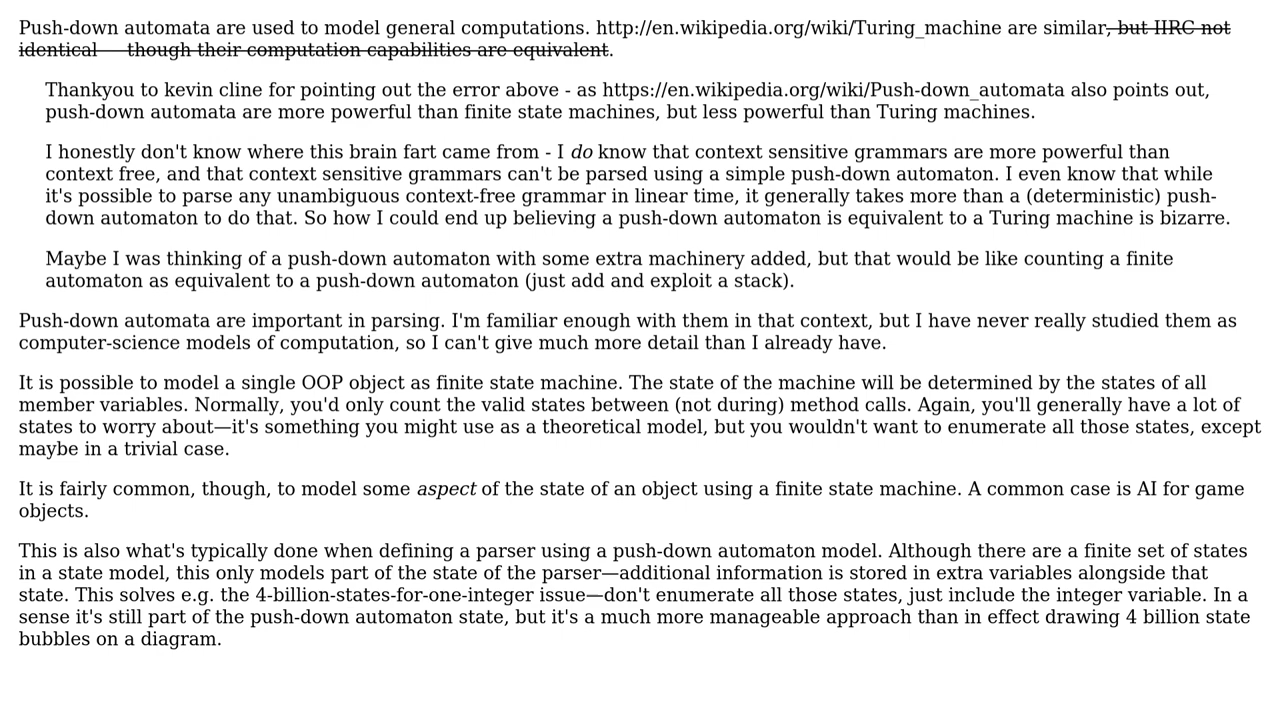 Push-down automata are used to model general computations. http://en.wikipedia.org/wiki/Turing_machine are similar, but IIRC not
identical — though their computation capabilities are equivalent.
Thankyou to kevin cline for pointing out the error above - as https://en.wikipedia.org/wiki/Push-down_automata also points out,
push-down automata are more powerful than finite state machines, but less powerful than Turing machines.
I honestly don't know where this brain fart came from - I do know that context sensitive grammars are more powerful than
context free, and that context sensitive grammars can't be parsed using a simple push-down automaton. I even know that while
it's possible to parse any unambiguous context-free grammar in linear time, it generally takes more than a (deterministic) push-
down automaton to do that. So how I could end up believing a push-down automaton is equivalent to a Turing machine is bizarre.
Maybe I was thinking of a push-down automaton with some extra machinery added, but that would be like counting a finite
automaton as equivalent to a push-down automaton (just add and exploit a stack).
Push-down automata are important in parsing. I'm familiar enough with them in that context, but I have never really studied them as
computer-science models of computation, so I can't give much more detail than I already have.
It is possible to model a single OOP object as finite state machine. The state of the machine will be determined by the states of all
member variables. Normally, you'd only count the valid states between (not during) method calls. Again, you'll generally have a lot of
states to worry about—it's something you might use as a theoretical model, but you wouldn't want to enumerate all those states, except
maybe in a trivial case.
It is fairly common, though, to model some aspect of the state of an object using a finite state machine. A common case is AI for game
objects.
This is also what's typically done when defining a parser using a push-down automaton model. Although there are a finite set of states
in a state model, this only models part of the state of the parser—additional information is stored in extra variables alongside that
state. This solves e.g. the 4-billion-states-for-one-integer issue—don't enumerate all those states, just include the integer variable. In a
sense it's still part of the push-down automaton state, but it's a much more manageable approach than in effect drawing 4 billion state
bubbles on a diagram.